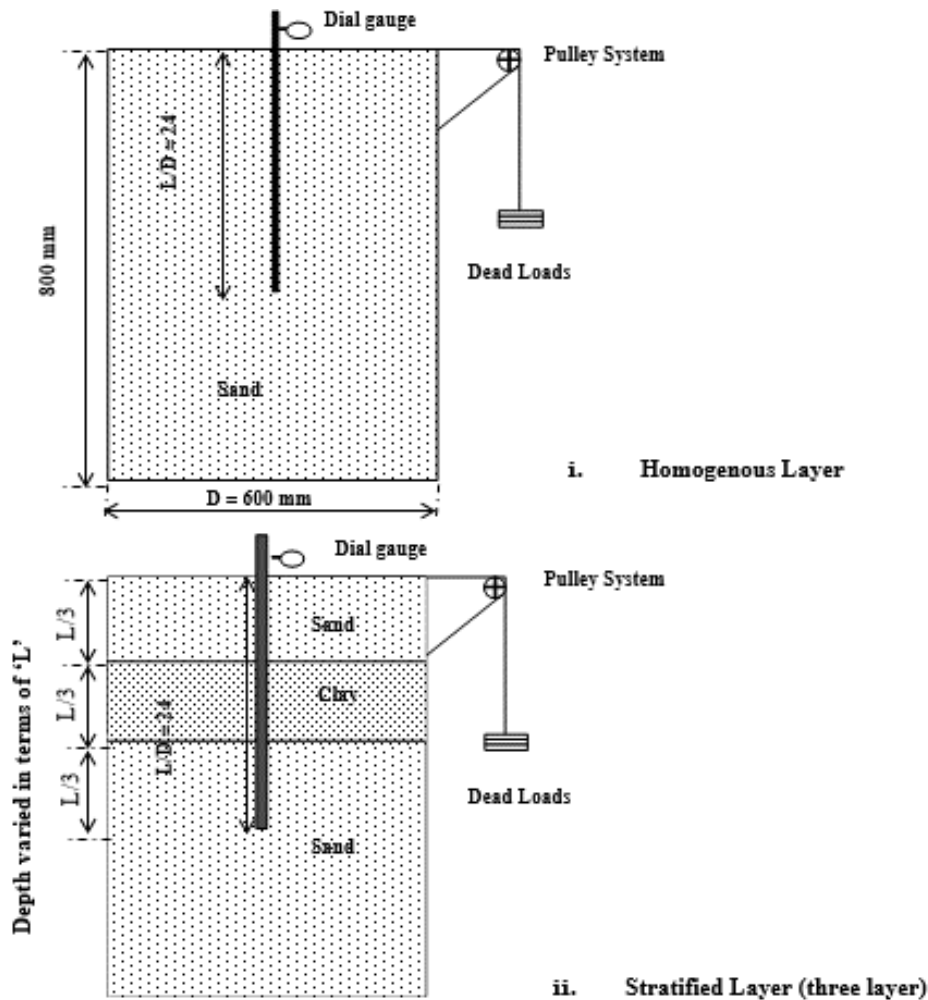 Dial gauge
Pulley System
L/D = 24
800 mm
Dead Loads
Sand
i. Homogenous Layer
D = 600 mm
Dial gauge
Pulley System
L/3
Sand
Depth varied in terms of ‘L’
L/3
Clay
L/D = 24
L/3
Dead Loads
Sand
ii. Stratified Layer (three layer)